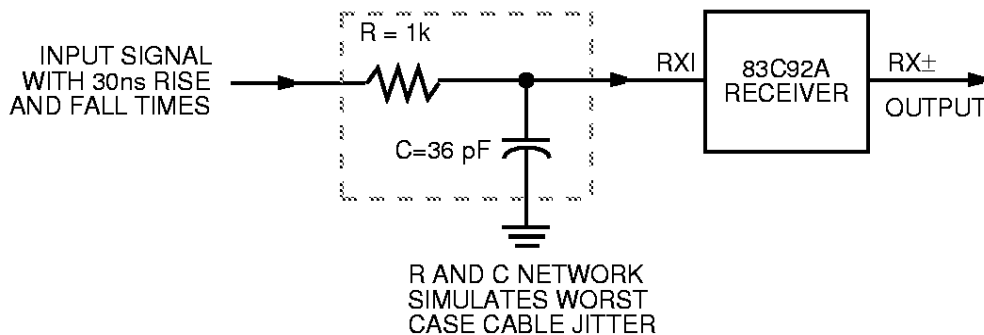 R = 1k
INPUT SIGNAL
WITH 30ns RISE
AND FALL TIMES
RXI
83C92A
RECEIVER
RX±
OUTPUT
C=36 pF
R AND C NETWORK
SIMULATES WORST
CASE CABLE JITTER